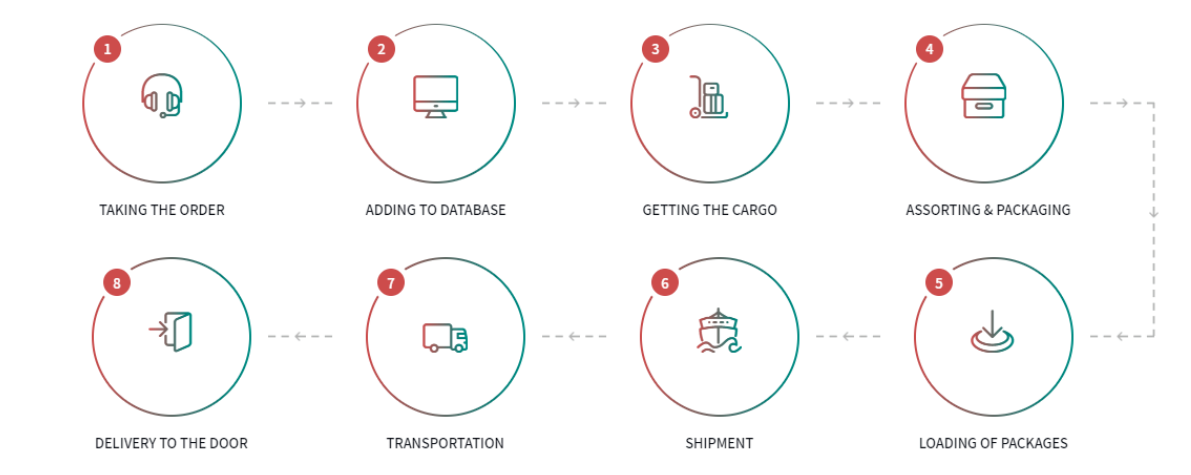 1
TAKING THE ORDER
2
ADDING TO DATABASE
3
GETTING THE CARGO
4
ASSORTING & PACKAGING
5
LOADING OF PACKAGES
6
SHIPMENT
7
TRANSPORTATION
8
DELIVERY TO THE DOOR